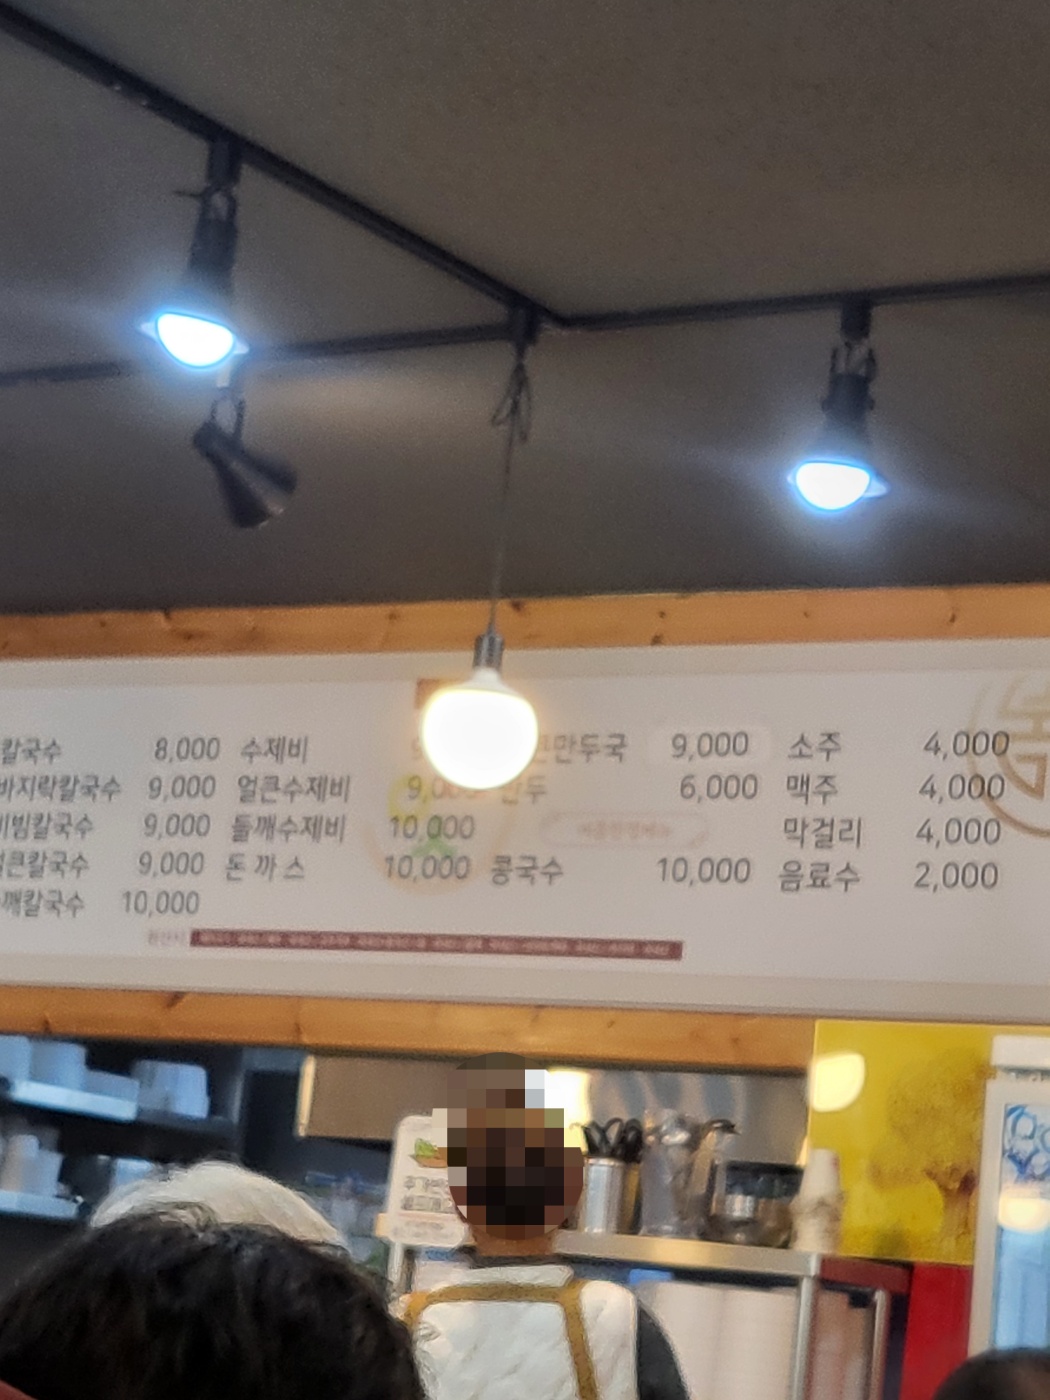 칼국수 8,000 수제비 만두국 9,000 소주 4,000
바지락칼국수 9,000 얼큰수제비 9,000 만두 6,000 맥주 4,000
비빔칼국수 9,000 들깨수제비 10,000 막걸리 4,000
얼큰칼국수 9,000 돈까스 10,000 콩국수 10,000 음료수 2,000
깨칼국수 10,000